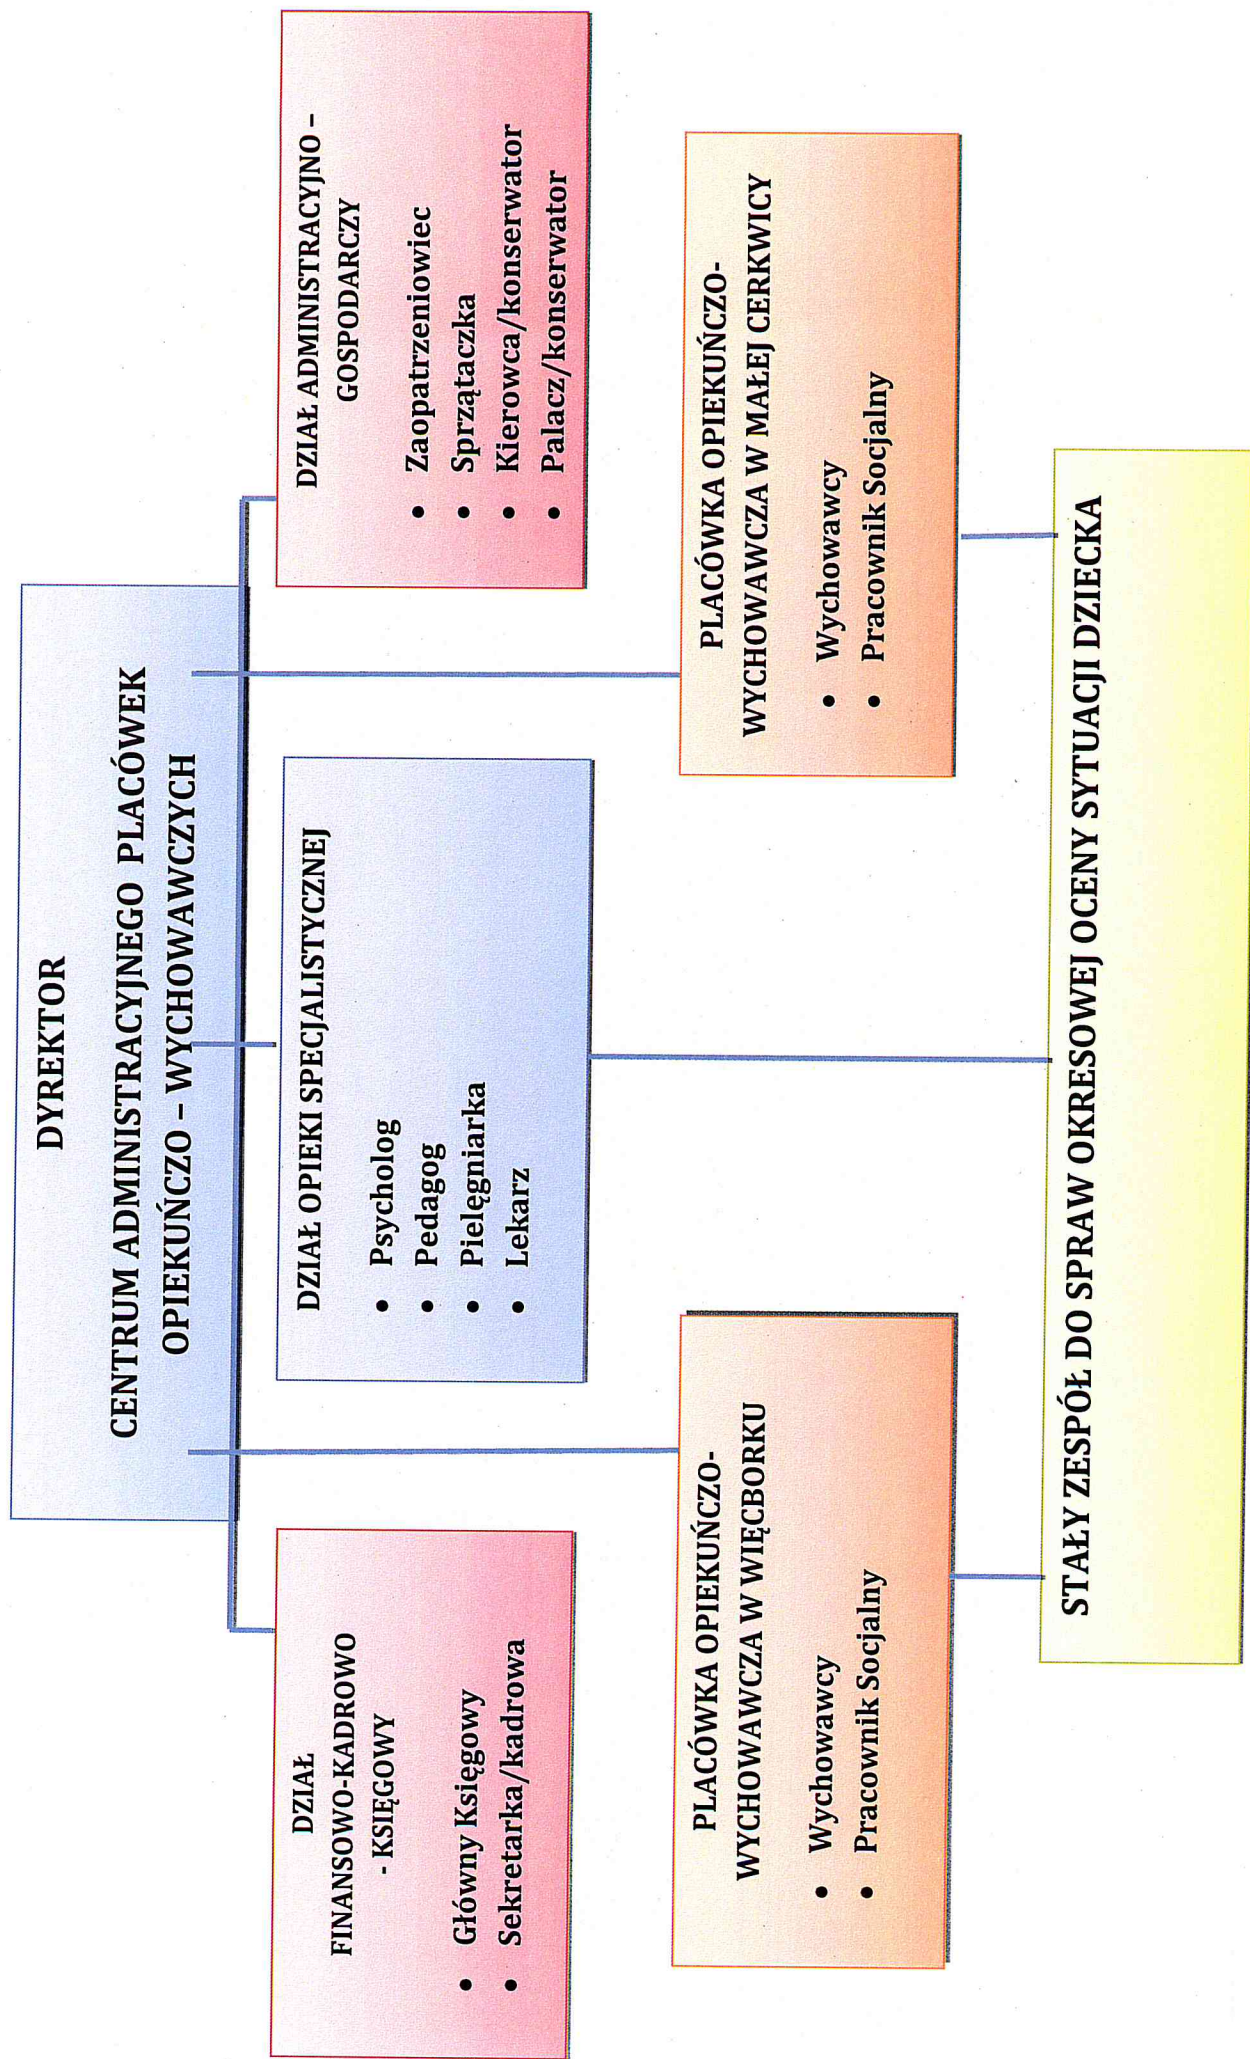 DYREKTOR
CENTRUM ADMINISTRACYJNEGO PLACÓWEK
OPIEKUŃCZO – WYCHOWAWCZYCH
DZIAŁ
FINANSOWO-KADROWO
- KSIĘGOWY
• Główny Księgowy
• Sekretarka/kadrowa
DZIAŁ OPIEKI SPECJALISTYCZNEJ
• Psycholog
• Pedagog
• Pielęgniarka
• Lekarz
DZIAŁ ADMINISTRACYJNO –
GOSPODARCZY
• Zaopatrzeniowiec
• Sprzątaczka
• Kierowca/konserwator
• Palacz/konserwator
PLACÓWKA OPIEKUŃCZO-
WYCHOWAWCZA W WIĘCBORKU
• Wychowawcy
• Pracownik Socjalny
PLACÓWKA OPIEKUŃCZO-
WYCHOWAWCZA W MAŁEJ CERKWICY
• Wychowawcy
• Pracownik Socjalny
STAŁY ZESPÓŁ DO SPRAW OKRESOWEJ OCENY SYTUACJI DZIECKA